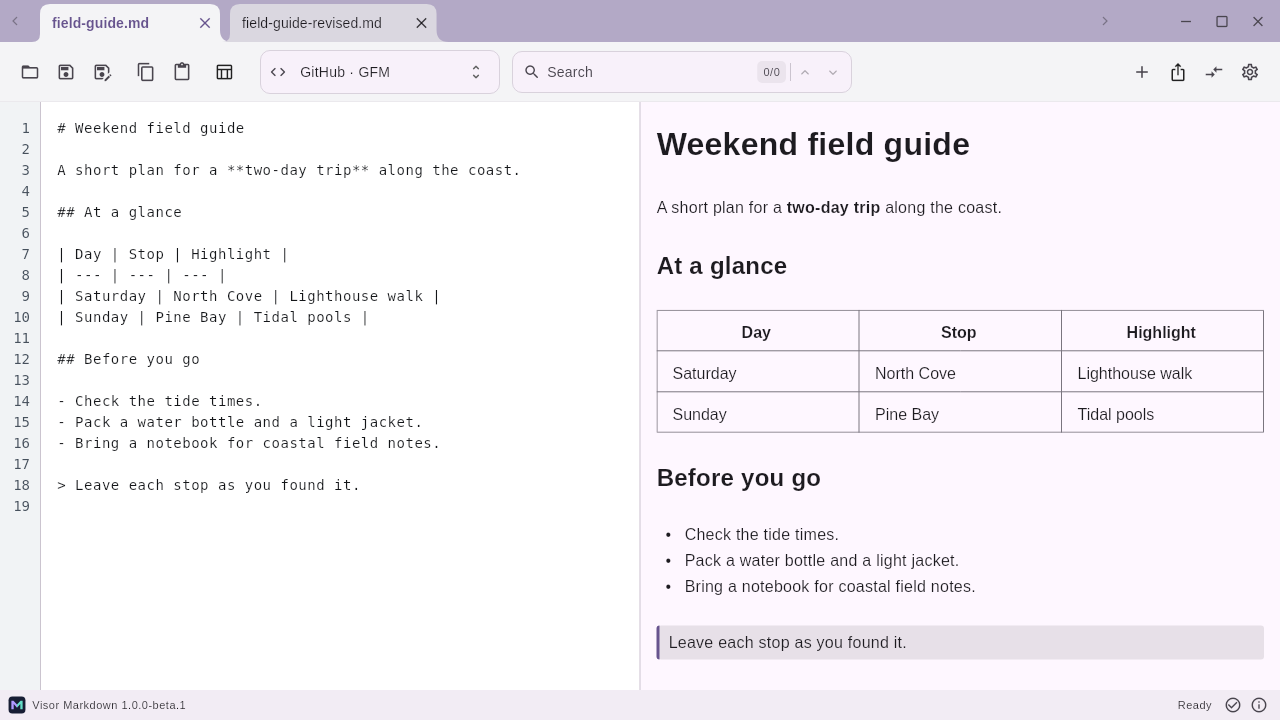 field-guide.md
field-guide-revised.md
GitHub · GFM
Search
0/0
1 # Weekend field guide
2
3 A short plan for a **two-day trip** along the coast.
4
5 ## At a glance
6
7 | Day | Stop | Highlight |
8 | --- | --- | --- |
9 | Saturday | North Cove | Lighthouse walk |
10 | Sunday | Pine Bay | Tidal pools |
11
12 ## Before you go
13
14 - Check the tide times.
15 - Pack a water bottle and a light jacket.
16 - Bring a notebook for coastal field notes.
17
18 > Leave each stop as you found it.
19
Weekend field guide
A short plan for a two-day trip along the coast.
At a glance
Day Stop Highlight
Saturday North Cove Lighthouse walk
Sunday Pine Bay Tidal pools
Before you go
• Check the tide times.
• Pack a water bottle and a light jacket.
• Bring a notebook for coastal field notes.
Leave each stop as you found it.
Visor Markdown 1.0.0-beta.1
Ready